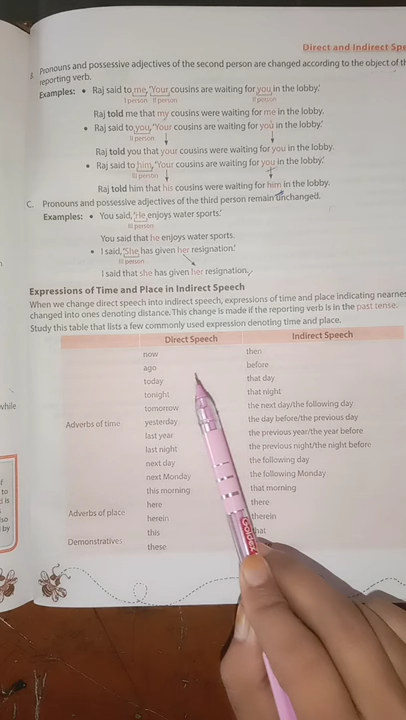 Direct and Indirect Spe
Pronouns and possessive adjectives of the second person are changed according to the object of th
reporting verb.
Examples: • Raj said to me, 'Your cousins are waiting for you in the lobby.'
I person II person II person
Raj told me that my cousins were waiting for me in the lobby.
• Raj said to you, 'Your cousins are waiting for you in the lobby.'
II person
Raj told you that your cousins were waiting for you in the lobby.
• Raj said to him, 'Your cousins are waiting for you in the lobby.'
III person
Raj told him that his cousins were waiting for him in the lobby.
C. Pronouns and possessive adjectives of the third person remain unchanged.
Examples: • You said, 'He enjoys water sports.'
III person
You said that he enjoys water sports.
• I said, 'She has given her resignation.'
III person
I said that she has given her resignation.
Expressions of Time and Place in Indirect Speech
When we change direct speech into indirect speech, expressions of time and place indicating nearnes
changed into ones denoting distance. This change is made if the reporting verb is in the past tense.
Study this table that lists a few commonly used expression denoting time and place.
Direct Speech Indirect Speech
now then
ago before
today that day
tonight that night
tomorrow the next day/the following day
Adverbs of time yesterday the day before/the previous day
last year the previous year/the year before
last night the previous night/the night before
next day the following day
next Monday the following Monday
this morning that morning
Adverbs of place here there
herein therein
Demonstratives this that
these
while
f
to
is
so
by